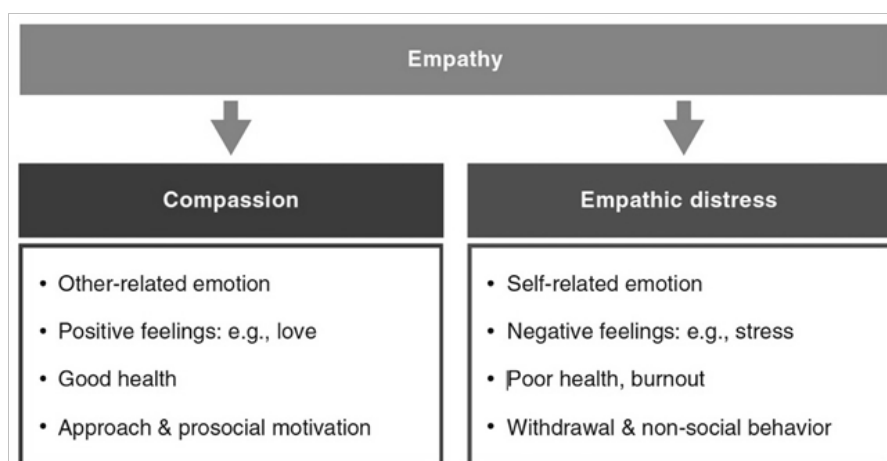 Empathy
Compassion
• Other-related emotion
• Positive feelings: e.g., love
• Good health
• Approach & prosocial motivation
Empathic distress
• Self-related emotion
• Negative feelings: e.g., stress
• Poor health, burnout
• Withdrawal & non-social behavior